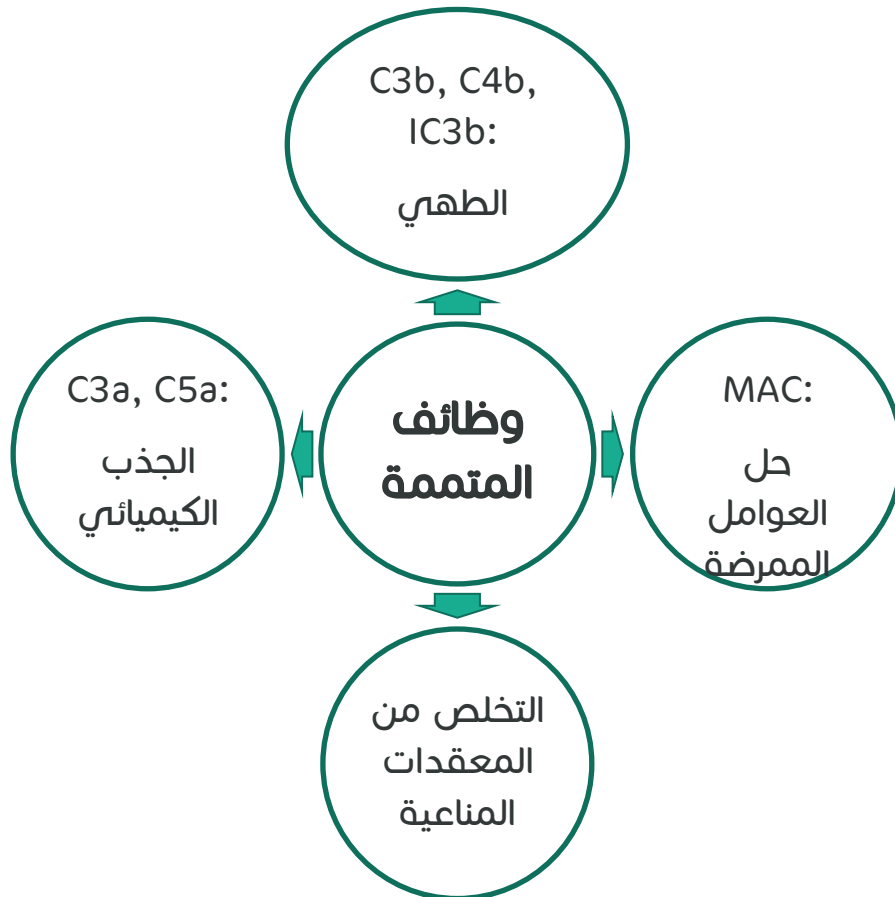 C3b, C4b,
IC3b:
الطهي
C3a, C5a:
الجذب
الكيميائي
وظائف
المتممة
MAC:
حل
العوامل
الممرضة
التخلص من
المعقدات
المناعية